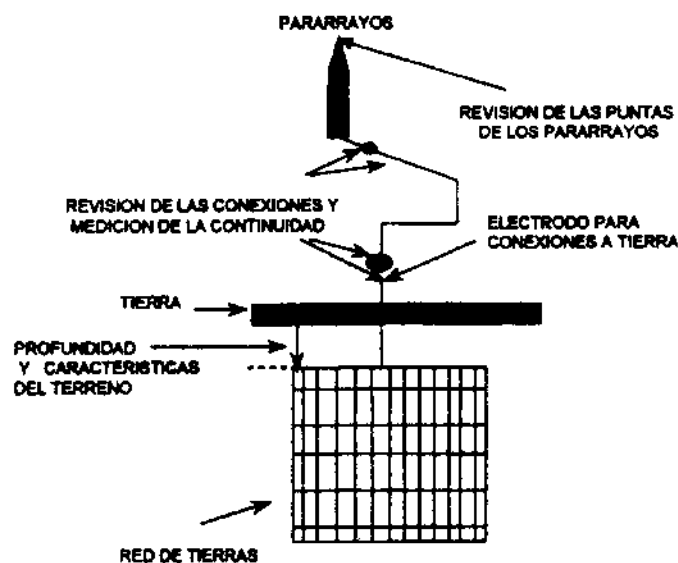 PARARRAYOS
REVISION DE LAS PUNTAS
DE LOS PARARRAYOS
REVISION DE LAS CONEXIONES Y
MEDICION DE LA CONTINUIDAD
ELECTRODO PARA
CONEXIONES A TIERRA
TIERRA
PROFUNDIDAD
Y CARACTERISTICAS
DEL TERRENO
RED DE TIERRAS